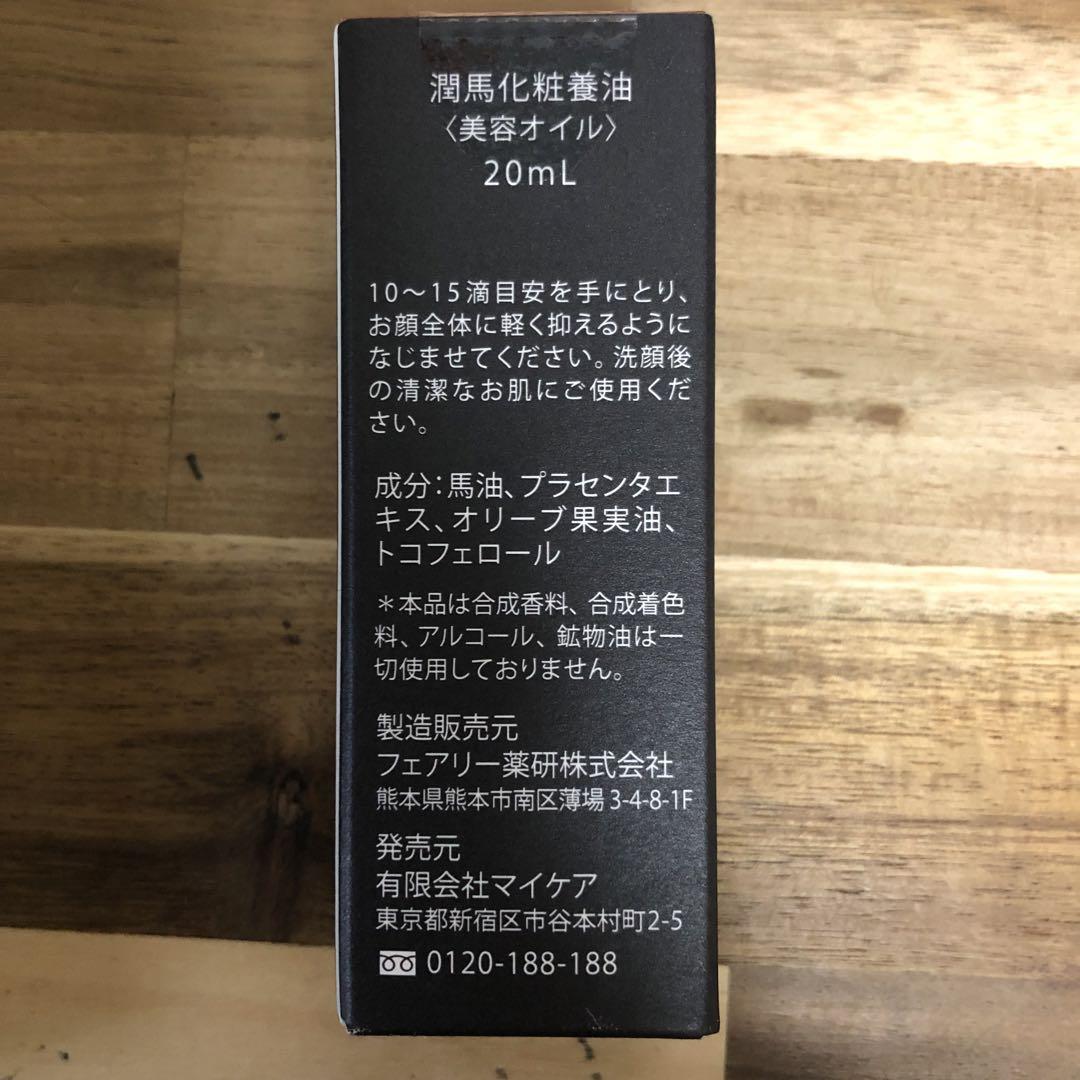 潤馬化粧養油
〈美容オイル〉
20mL
10～15滴目安を手にとり、
お顔全体に軽く抑えるように
なじませてください。洗顔後
の清潔なお肌にご使用くだ
さい。
成分：馬油、プラセンタエ
キス、オリーブ果実油、
トコフェロール
＊本品は合成香料、合成着色
料、アルコール、鉱物油は一
切使用しておりません。
製造販売元
フェアリー薬研株式会社
熊本県熊本市南区薄場3-4-8-1F
発売元
有限会社マイケア
東京都新宿区市谷本村町2-5
0120-188-188